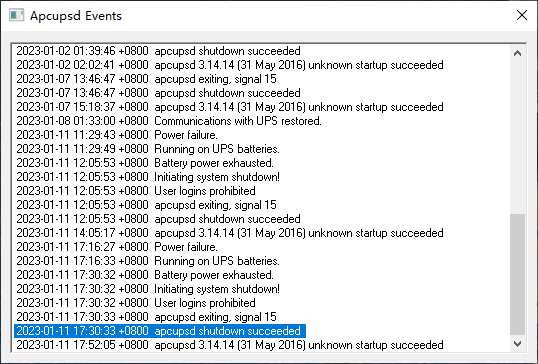 Apcupsd Events
2023-01-02 01:39:46 +0800 apcupsd shutdown succeeded
2023-01-02 02:02:41 +0800 apcupsd 3.14.14 (31 May 2016) unknown startup succeeded
2023-01-07 13:46:47 +0800 apcupsd exiting, signal 15
2023-01-07 13:46:47 +0800 apcupsd shutdown succeeded
2023-01-07 15:18:37 +0800 apcupsd 3.14.14 (31 May 2016) unknown startup succeeded
2023-01-08 01:33:00 +0800 Communications with UPS restored.
2023-01-11 11:29:43 +0800 Power failure.
2023-01-11 11:29:49 +0800 Running on UPS batteries.
2023-01-11 12:05:53 +0800 Battery power exhausted.
2023-01-11 12:05:53 +0800 Initiating system shutdown!
2023-01-11 12:05:53 +0800 User logins prohibited
2023-01-11 12:05:53 +0800 apcupsd exiting, signal 15
2023-01-11 12:05:53 +0800 apcupsd shutdown succeeded
2023-01-11 14:05:17 +0800 apcupsd 3.14.14 (31 May 2016) unknown startup succeeded
2023-01-11 17:16:27 +0800 Power failure.
2023-01-11 17:16:33 +0800 Running on UPS batteries.
2023-01-11 17:30:32 +0800 Battery power exhausted.
2023-01-11 17:30:32 +0800 Initiating system shutdown!
2023-01-11 17:30:32 +0800 User logins prohibited
2023-01-11 17:30:33 +0800 apcupsd exiting, signal 15
2023-01-11 17:30:33 +0800 apcupsd shutdown succeeded
2023-01-11 17:52:05 +0800 apcupsd 3.14.14 (31 May 2016) unknown startup succeeded